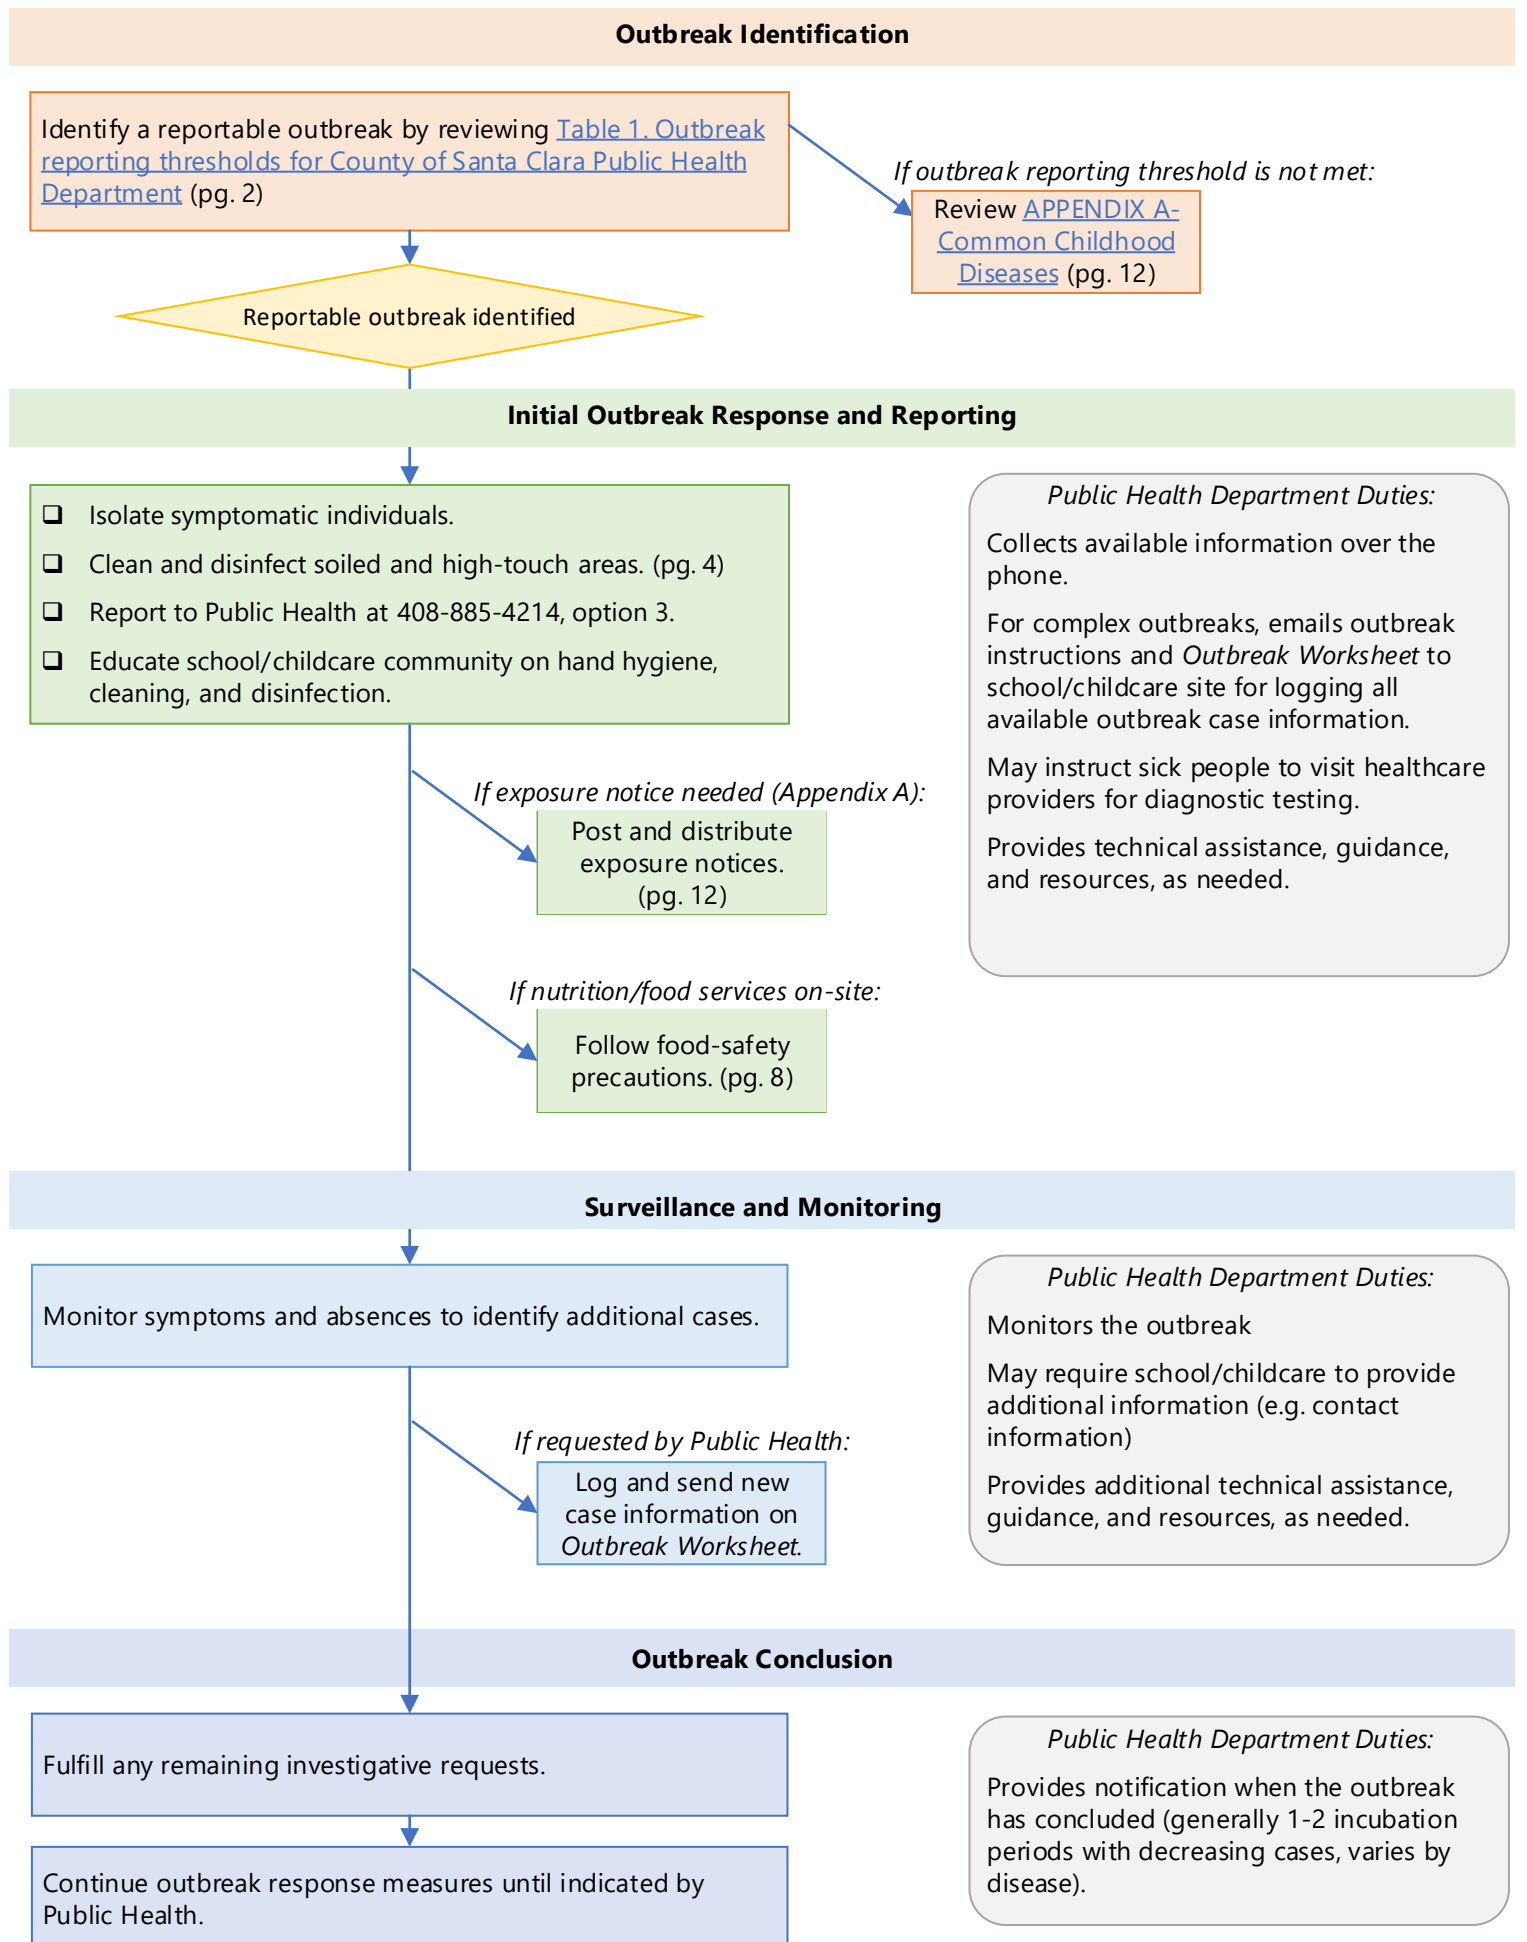 Outbreak Identification
Identify a reportable outbreak by reviewing Table 1. Outbreak
reporting thresholds for County of Santa Clara Public Health
Department (pg. 2)
If outbreak reporting threshold is not met:
Review APPENDIX A-
Common Childhood
Diseases (pg. 12)
Reportable outbreak identified
Initial Outbreak Response and Reporting
❑ Isolate symptomatic individuals.
❑ Clean and disinfect soiled and high-touch areas. (pg. 4)
❑ Report to Public Health at 408-885-4214, option 3.
❑ Educate school/childcare community on hand hygiene,
cleaning, and disinfection.
Public Health Department Duties:
Collects available information over the
phone.
For complex outbreaks, emails outbreak
instructions and Outbreak Worksheet to
school/childcare site for logging all
available outbreak case information.
May instruct sick people to visit healthcare
providers for diagnostic testing.
Provides technical assistance, guidance,
and resources, as needed.
If exposure notice needed (Appendix A):
Post and distribute
exposure notices.
(pg. 12)
If nutrition/food services on-site:
Follow food-safety
precautions. (pg. 8)
Surveillance and Monitoring
Monitor symptoms and absences to identify additional cases.
Public Health Department Duties:
Monitors the outbreak
May require school/childcare to provide
additional information (e.g. contact
information)
Provides additional technical assistance,
guidance, and resources, as needed.
If requested by Public Health:
Log and send new
case information on
Outbreak Worksheet.
Outbreak Conclusion
Fulfill any remaining investigative requests.
Continue outbreak response measures until indicated by
Public Health.
Public Health Department Duties:
Provides notification when the outbreak
has concluded (generally 1-2 incubation
periods with decreasing cases, varies by
disease).